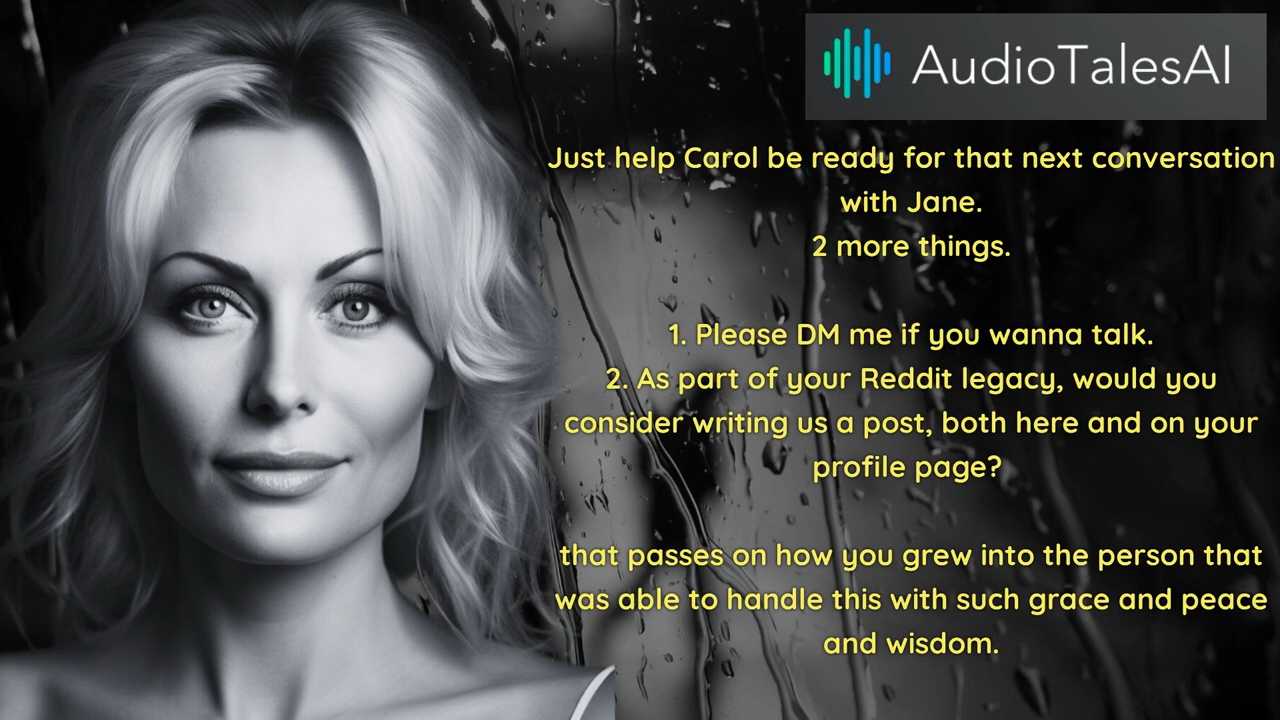 AudioTalesAI
Just help Carol be ready for that next conversation
with Jane.
2 more things.
1. Please DM me if you wanna talk.
2. As part of your Reddit legacy, would you
consider writing us a post, both here and on your
profile page?
that passes on how you grew into the person that
was able to handle this with such grace and peace
and wisdom.